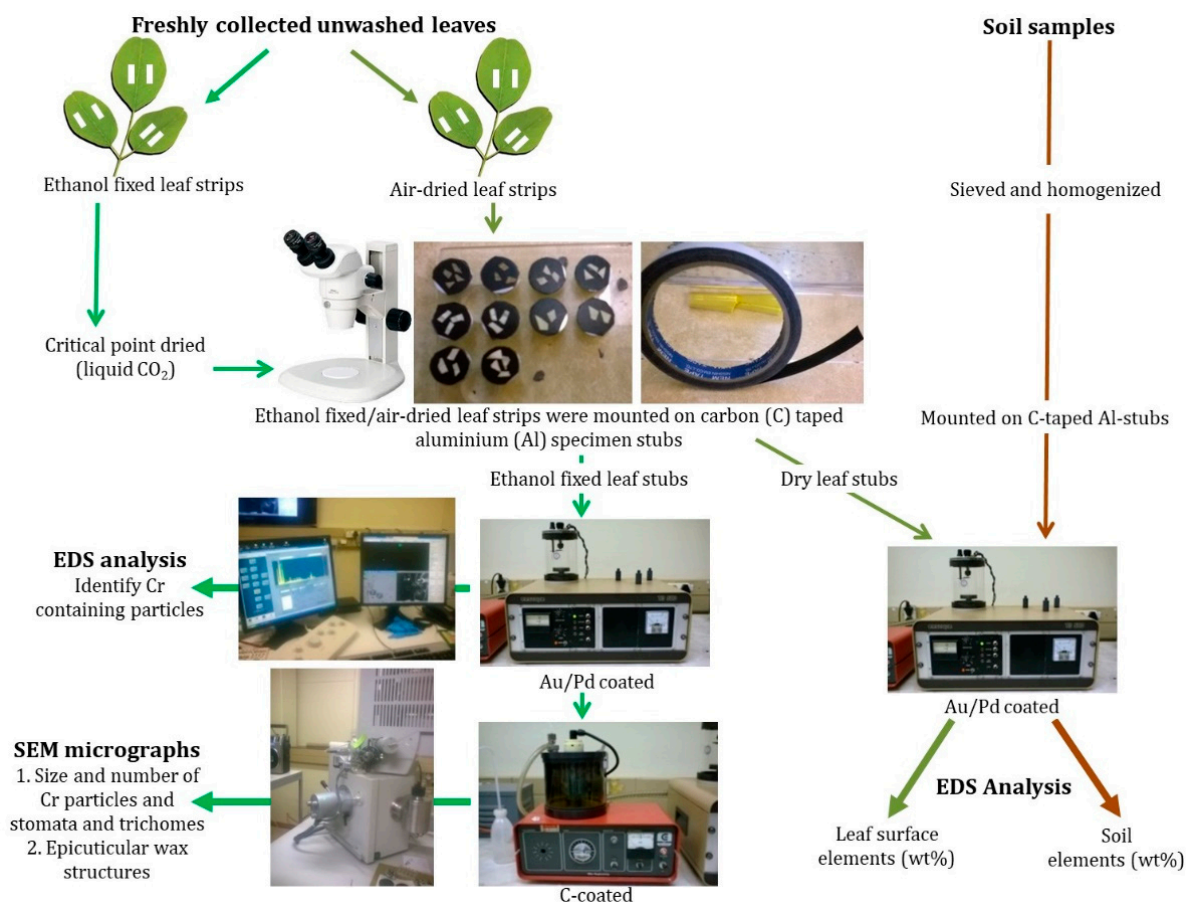 Freshly collected unwashed leaves
Soil samples
Ethanol fixed leaf strips
Air-dried leaf strips
Sieved and homogenized
Critical point dried
(liquid CO₂)
Ethanol fixed/air-dried leaf strips were mounted on carbon (C) taped
aluminium (Al) specimen stubs
Mounted on C-taped Al-stubs
Ethanol fixed leaf stubs
Dry leaf stubs
EDS analysis
Identify Cr
containing particles
Au/Pd coated
Au/Pd coated
SEM micrographs
1. Size and number of
Cr particles and
stomata and trichomes
2. Epicuticular wax
structures
C-coated
EDS Analysis
Leaf surface
elements (wt%)
Soil
elements (wt%)